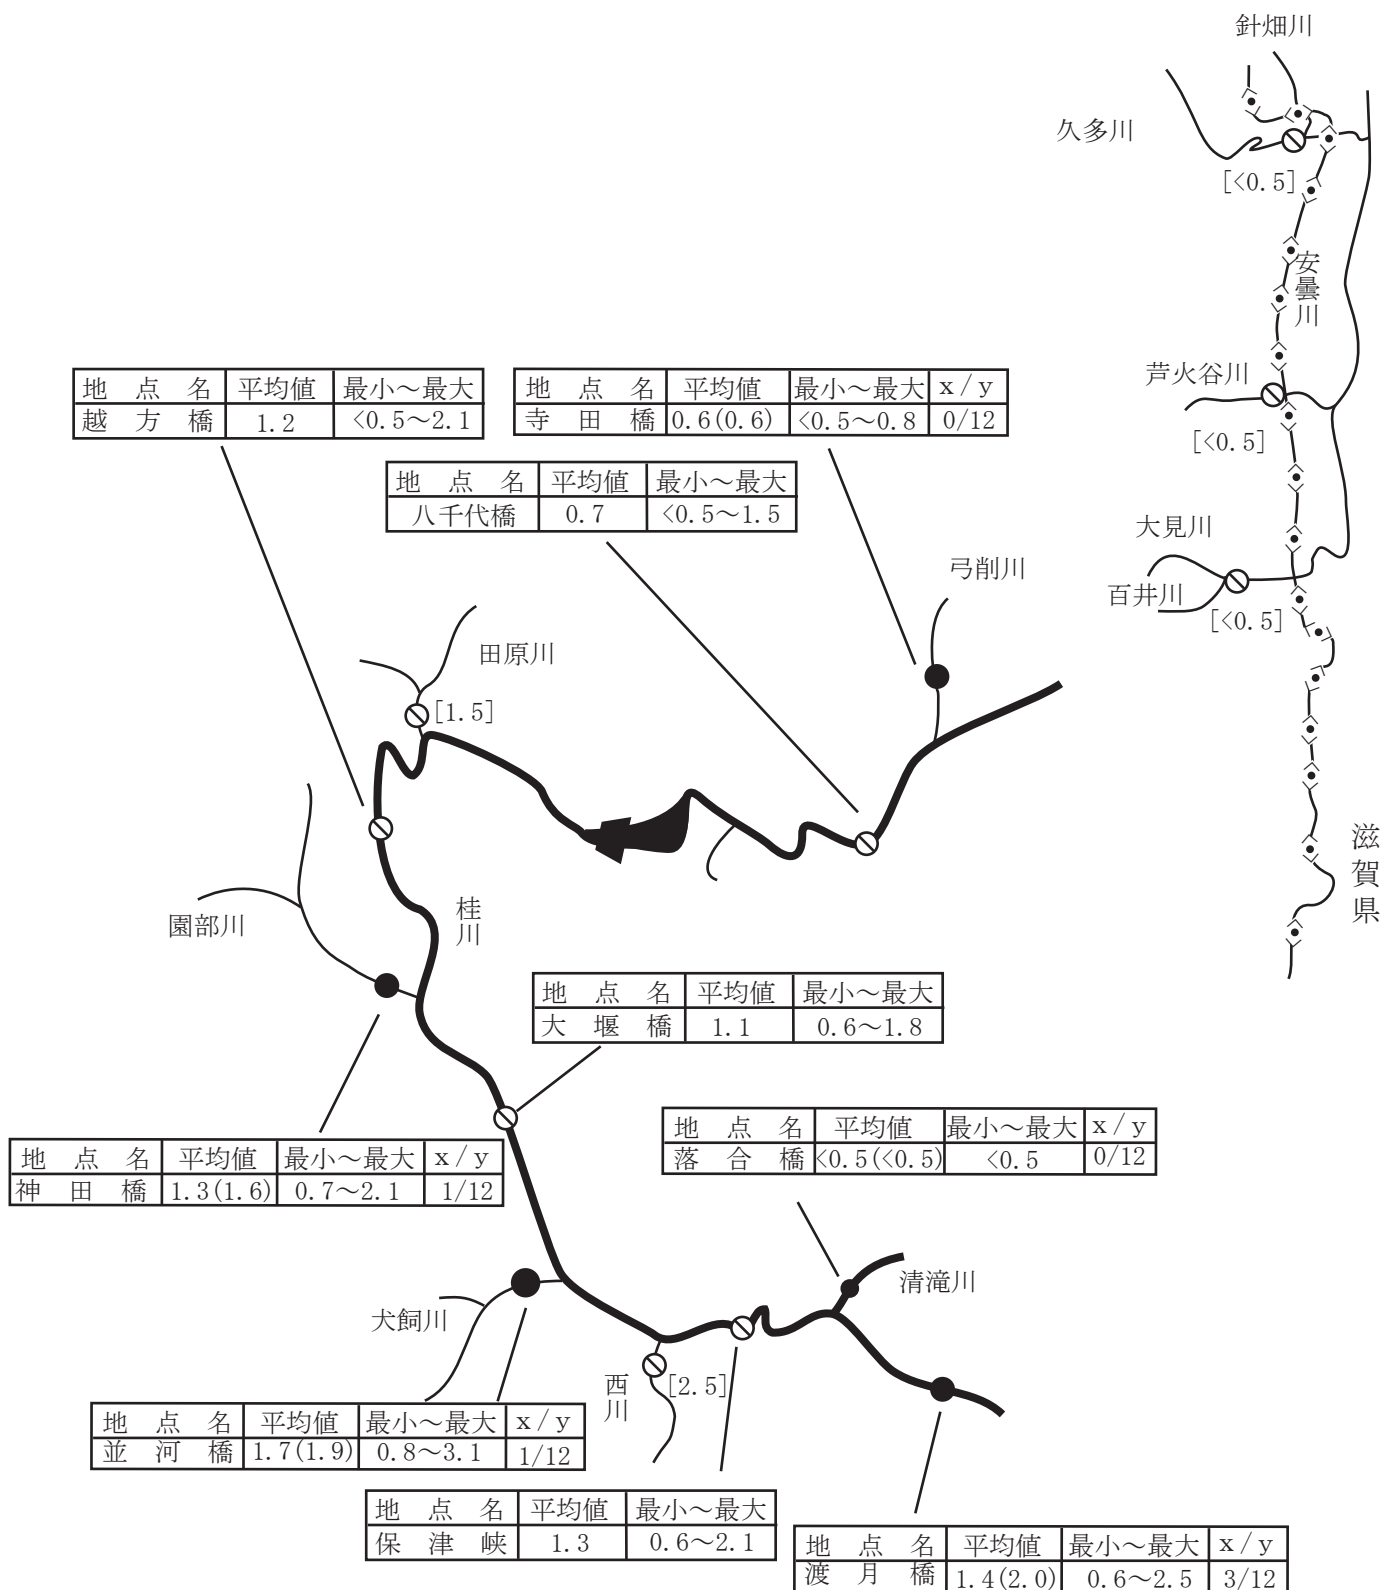 針畑川
久多川
[<0.5]
安曇川
芦火谷川
[<0.5]
大見川
百井川
[<0.5]
滋賀県
地点名 平均値 最小～最大
越方橋 1.2 <0.5～2.1
地点名 平均値 最小～最大 x/y
寺田橋 0.6(0.6) <0.5～0.8 0/12
地点名 平均値 最小～最大
八千代橋 0.7 <0.5～1.5
弓削川
田原川
[1.5]
園部川
桂川
地点名 平均値 最小～最大
大堰橋 1.1 0.6～1.8
地点名 平均値 最小～最大 x/y
落合橋 <0.5(<0.5) <0.5 0/12
地点名 平均値 最小～最大 x/y
神田橋 1.3(1.6) 0.7～2.1 1/12
清滝川
犬飼川
西川
[2.5]
地点名 平均値 最小～最大 x/y
並河橋 1.7(1.9) 0.8～3.1 1/12
地点名 平均値 最小～最大
保津峡 1.3 0.6～2.1
地点名 平均値 最小～最大 x/y
渡月橋 1.4(2.0) 0.6～2.5 3/12